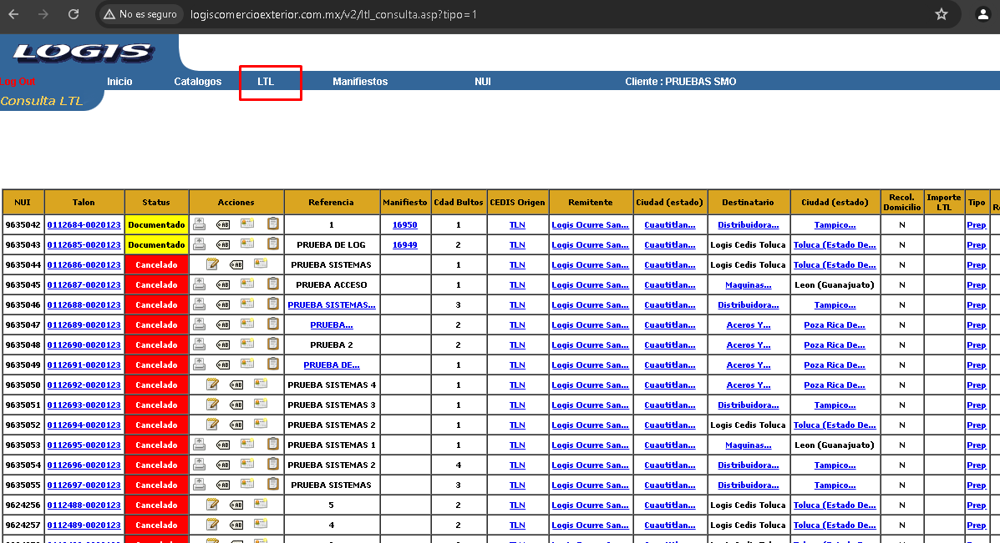 No es seguro logiscomercioexterior.com.mx/v2/ltl_consulta.asp?tipo=1
LOGIS
Log Out Inicio Catalogos LTL Manifiestos NUI Cliente : PRUEBAS SMO
Consulta LTL
NUI Talon Status Acciones Referencia Manifiesto Cdad Bultos CEDIS Origen Remitente Ciudad (estado) Destinatario Ciudad (estado) Recol. Domicilio Importe LTL Tipo
9635042 0112684-0020123 Documentado AB 1 16950 1 TLN Logis Ocurre San... Cuautitlan... Distribuidora... Tampico... N Prep
9635043 0112685-0020123 Documentado AB PRUEBA DE LOG 16949 2 TLN Logis Ocurre San... Cuautitlan... Logis Cedis Toluca Toluca (Estado De... N Prep
9635044 0112686-0020123 Cancelado AB PRUEBA SISTEMAS 1 TLN Logis Ocurre San... Cuautitlan... Logis Cedis Toluca Toluca (Estado De... N Prep
9635045 0112687-0020123 Cancelado AB PRUEBA ACCESO 1 TLN Logis Ocurre San... Cuautitlan... Maquinas... Leon (Guanajuato) N Prep
9635046 0112688-0020123 Cancelado AB PRUEBA SISTEMAS... 3 TLN Logis Ocurre San... Cuautitlan... Distribuidora... Tampico... N Prep
9635047 0112689-0020123 Cancelado AB PRUEBA... 2 TLN Logis Ocurre San... Cuautitlan... Aceros Y... Poza Rica De... N Prep
9635048 0112690-0020123 Cancelado AB PRUEBA 2 2 TLN Logis Ocurre San... Cuautitlan... Aceros Y... Poza Rica De... N Prep
9635049 0112691-0020123 Cancelado AB PRUEBA DE... 1 TLN Logis Ocurre San... Cuautitlan... Aceros Y... Poza Rica De... N Prep
9635050 0112692-0020123 Cancelado AB PRUEBA SISTEMAS 4 1 TLN Logis Ocurre San... Cuautitlan... Aceros Y... Poza Rica De... N Prep
9635051 0112693-0020123 Cancelado AB PRUEBA SISTEMAS 3 1 TLN Logis Ocurre San... Cuautitlan... Distribuidora... Tampico... N Prep
9635052 0112694-0020123 Cancelado AB PRUEBA SISTEMAS 2 1 TLN Logis Ocurre San... Cuautitlan... Logis Cedis Toluca Toluca (Estado De... N Prep
9635053 0112695-0020123 Cancelado AB PRUEBA SISTEMAS 1 1 TLN Logis Ocurre San... Cuautitlan... Maquinas... Leon (Guanajuato) N Prep
9635054 0112696-0020123 Cancelado AB PRUEBA SISTEMAS 2 4 TLN Logis Ocurre San... Cuautitlan... Distribuidora... Tampico... N Prep
9635055 0112697-0020123 Cancelado AB PRUEBA SISTEMAS 3 TLN Logis Ocurre San... Cuautitlan... Distribuidora... Tampico... N Prep
9624256 0112488-0020123 Cancelado AB 5 2 TLN Logis Ocurre San... Cuautitlan... Logis Cedis Toluca Toluca (Estado De... N Prep
9624257 0112489-0020123 Cancelado AB 4 2 TLN Logis Ocurre San... Cuautitlan... Logis Cedis Toluca Toluca (Estado De... N Prep